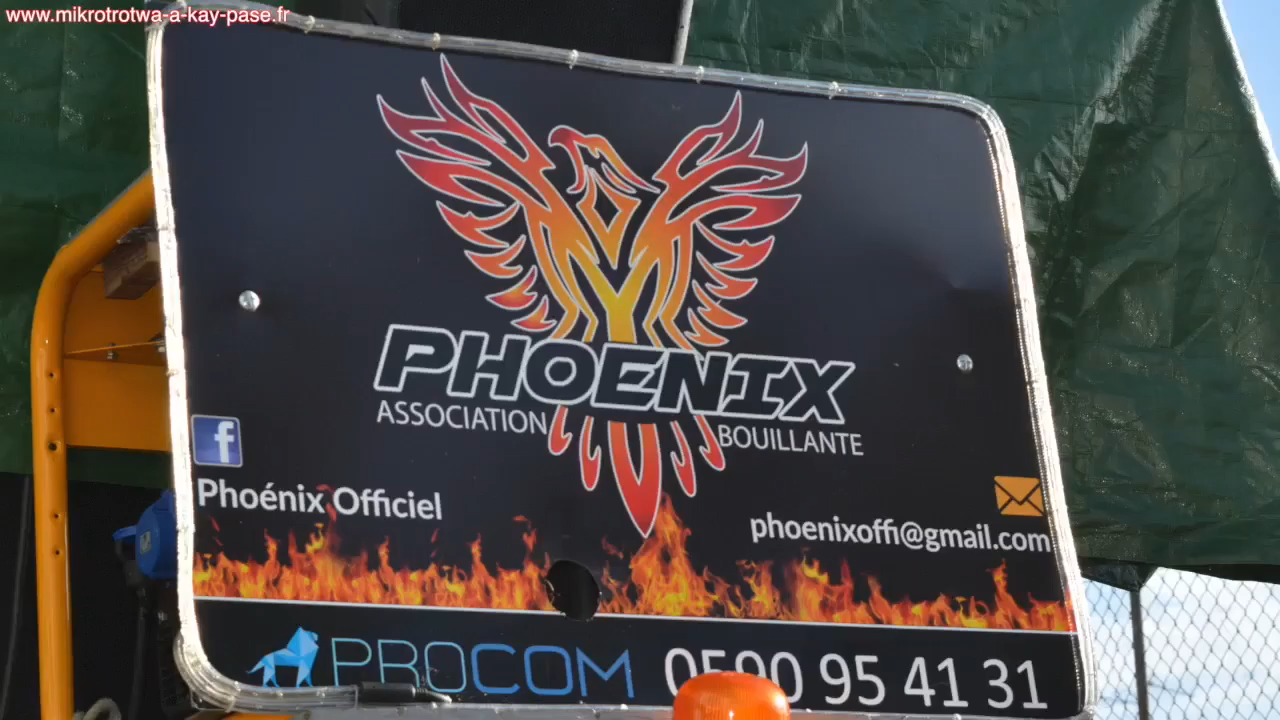 www.mikrotrotwa-a-kay-pase.fr
PHOENIX
ASSOCIATION BOUILLANTE
f
Phoénix Officiel
phoenixoffi@gmail.com
PROCOM 0590 95 41 31